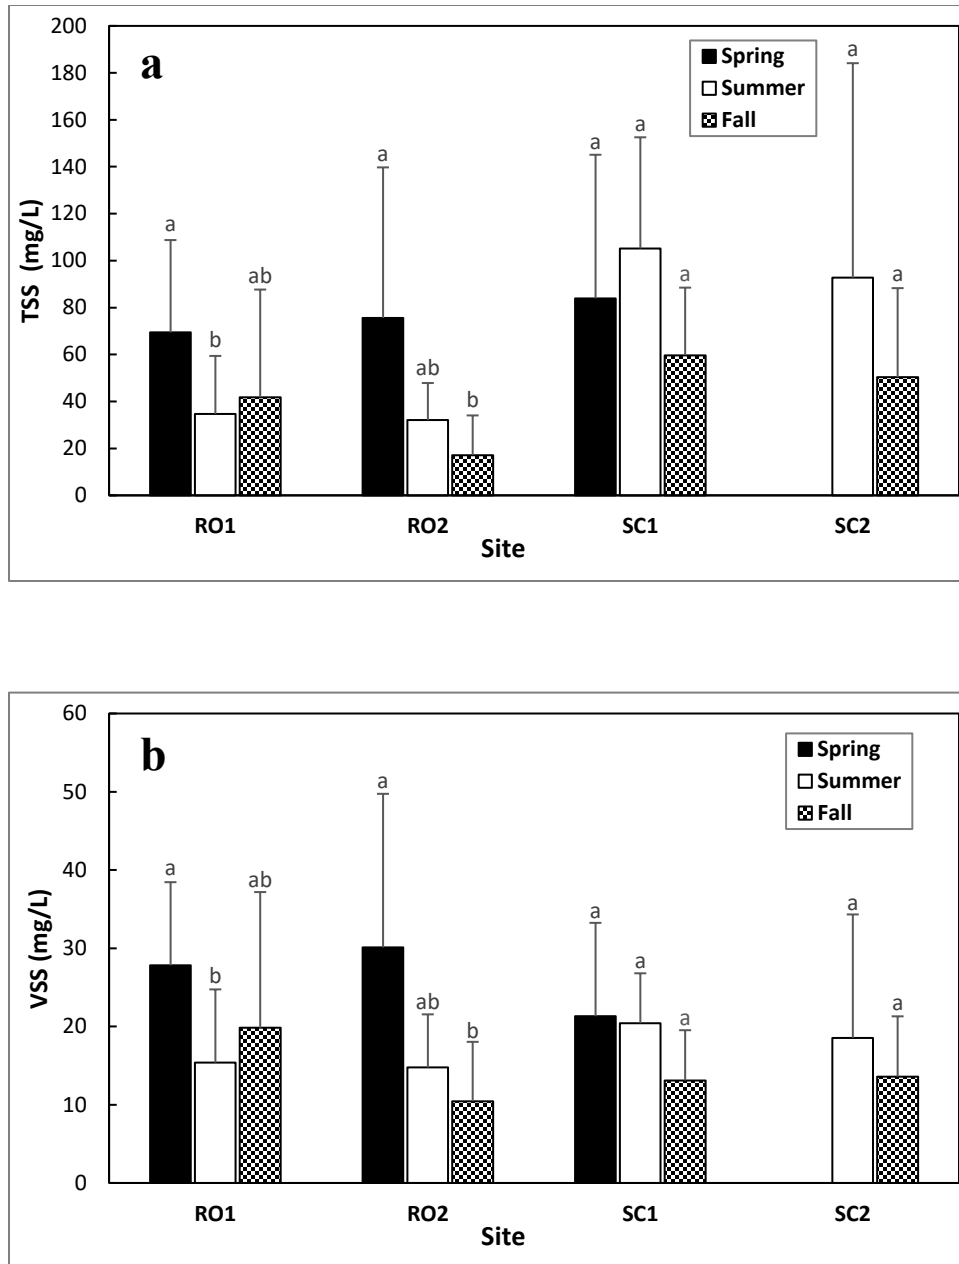 200
180
160
140
120
100
80
60
40
20
0
TSS (mg/L)
a
Spring
Summer
Fall
a
b
ab
a
ab
b
a
a
a
a
a
RO1 RO2 SC1 SC2
Site
60
50
40
30
20
10
0
VSS (mg/L)
b
Spring
Summer
Fall
a
b
ab
a
ab
b
a
a
a
a
a
RO1 RO2 SC1 SC2
Site